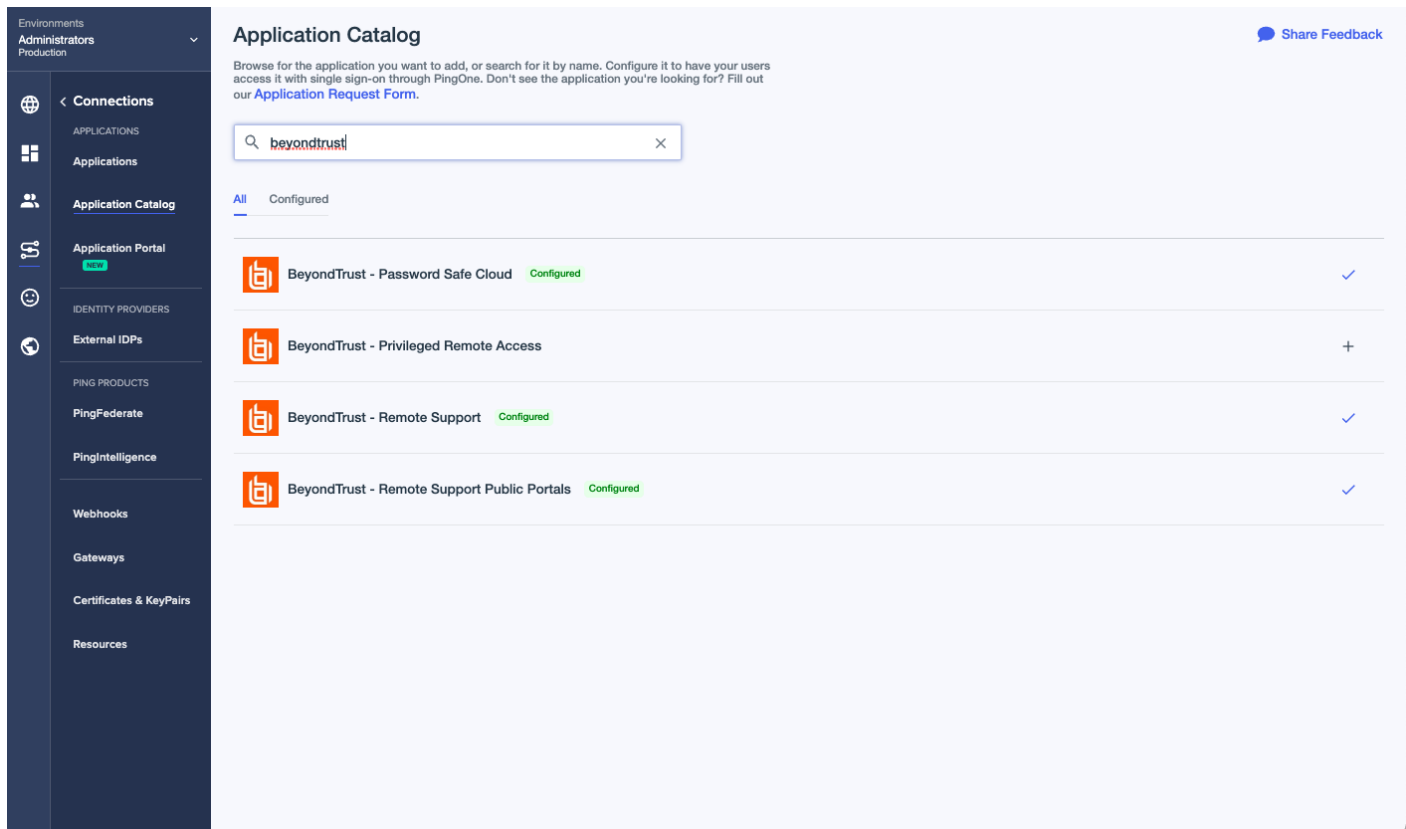 Environments
Administrators
Production
Connections
APPLICATIONS
Applications
Application Catalog
Application Portal
NEW
IDENTITY PROVIDERS
External IDPs
PING PRODUCTS
PingFederate
PingIntelligence
Webhooks
Gateways
Certificates & KeyPairs
Resources
Application Catalog
Share Feedback
Browse for the application you want to add, or search for it by name. Configure it to have your users
access it with single sign-on through PingOne. Don't see the application you're looking for? Fill out
our Application Request Form.
beyondtrust
All Configured
BeyondTrust - Password Safe Cloud Configured
BeyondTrust - Privileged Remote Access
BeyondTrust - Remote Support Configured
BeyondTrust - Remote Support Public Portals Configured